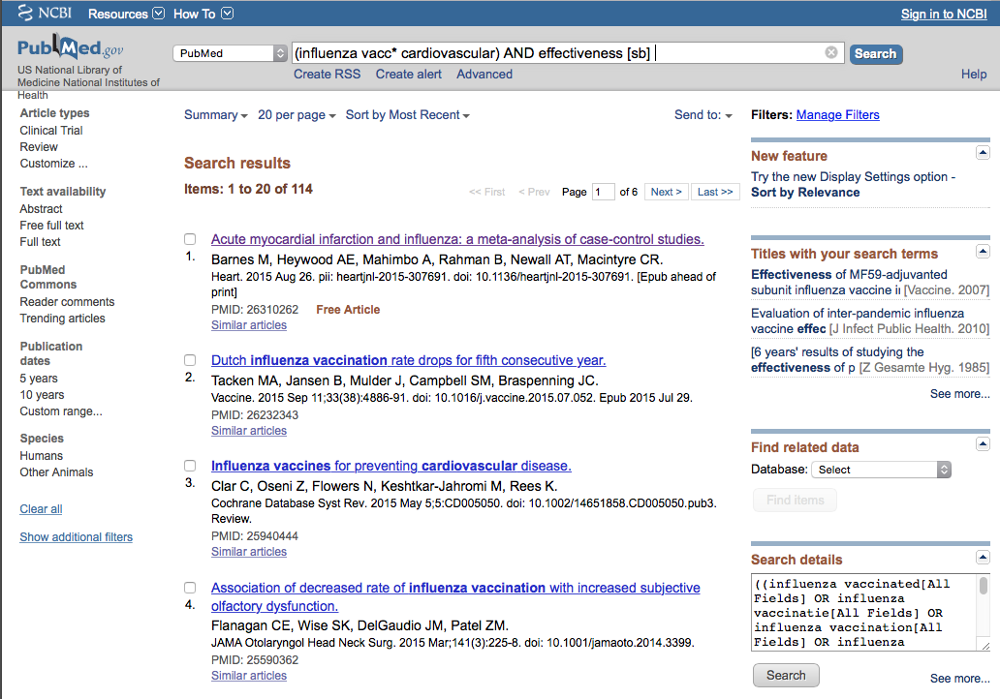 NCBI Resources How To Sign in to NCBI
PubMed.gov
US National Library of
Medicine National Institutes of
Health
PubMed
(influenza vacc* cardiovascular) AND effectiveness [sb]
Search
Create RSS Create alert Advanced
Help
Article types
Clinical Trial
Review
Customize ...
Text availability
Abstract
Free full text
Full text
PubMed
Commons
Reader comments
Trending articles
Publication
dates
5 years
10 years
Custom range...
Species
Humans
Other Animals
Clear all
Show additional filters
Summary 20 per page Sort by Most Recent Send to:
Search results
Items: 1 to 20 of 114
<< First < Prev Page 1 of 6 Next > Last >>
Acute myocardial infarction and influenza: a meta-analysis of case-control studies.
1. Barnes M, Heywood AE, Mahimbo A, Rahman B, Newall AT, Macintyre CR.
Heart. 2015 Aug 26. pii: heartjnl-2015-307691. doi: 10.1136/heartjnl-2015-307691. [Epub ahead of
print]
PMID: 26310262 Free Article
Similar articles
Dutch influenza vaccination rate drops for fifth consecutive year.
2. Tacken MA, Jansen B, Mulder J, Campbell SM, Braspenning JC.
Vaccine. 2015 Sep 11;33(38):4886-91. doi: 10.1016/j.vaccine.2015.07.052. Epub 2015 Jul 29.
PMID: 26232343
Similar articles
Influenza vaccines for preventing cardiovascular disease.
3. Clar C, Oseni Z, Flowers N, Keshtkar-Jahromi M, Rees K.
Cochrane Database Syst Rev. 2015 May 5;5:CD005050. doi: 10.1002/14651858.CD005050.pub3.
Review.
PMID: 25940444
Similar articles
Association of decreased rate of influenza vaccination with increased subjective
olfactory dysfunction.
4. Flanagan CE, Wise SK, DelGaudio JM, Patel ZM.
JAMA Otolaryngol Head Neck Surg. 2015 Mar;141(3):225-8. doi: 10.1001/jamaoto.2014.3399.
PMID: 25590362
Similar articles
Filters: Manage Filters
New feature
Try the new Display Settings option -
Sort by Relevance
Titles with your search terms
Effectiveness of MF59-adjuvanted
subunit influenza vaccine i [Vaccine. 2007]
Evaluation of inter-pandemic influenza
vaccine effec [J Infect Public Health. 2010]
[6 years' results of studying the
effectiveness of p [Z Gesamte Hyg. 1985]
See more...
Find related data
Database: Select
Find items
Search details
((influenza vaccinated[All
Fields] OR influenza
vaccinatie[All Fields] OR
influenza vaccination[All
Fields] OR influenza
Search
See more...